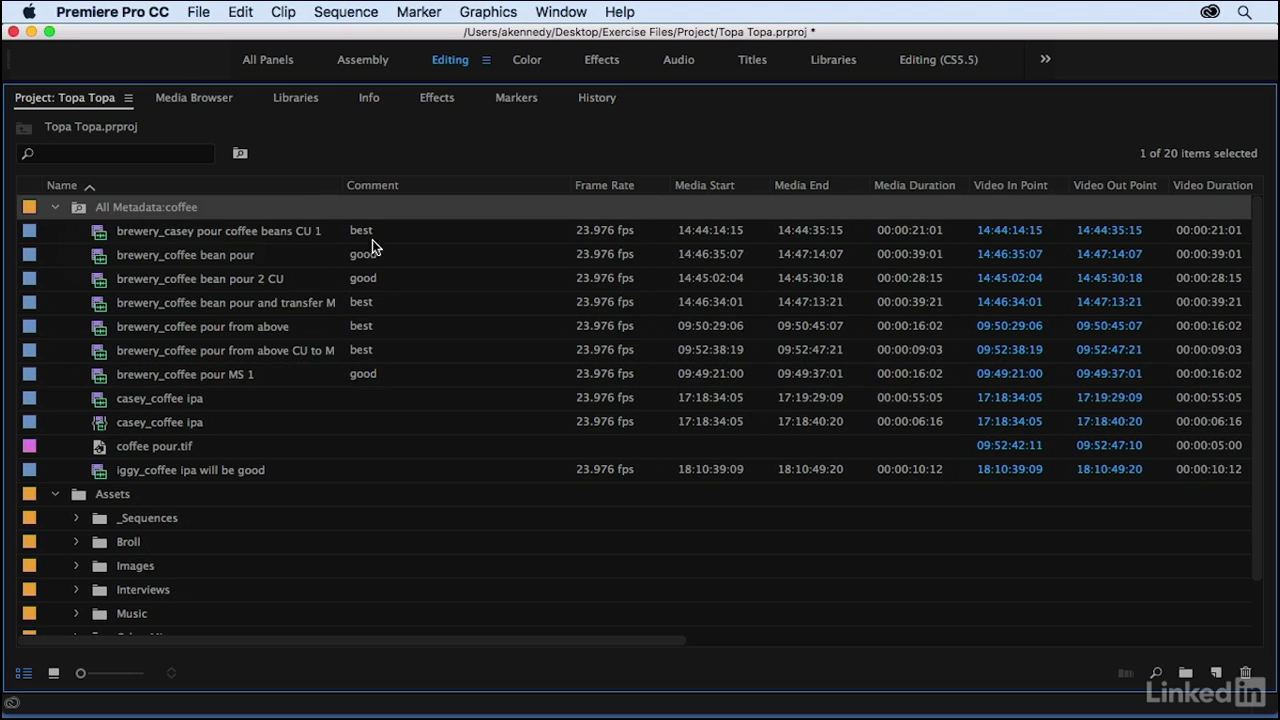 Premiere Pro CC File Edit Clip Sequence Marker Graphics Window Help
/Users/akennedy/Desktop/Exercise Files/Project/Topa Topa.prproj *
All Panels Assembly Editing Color Effects Audio Titles Libraries Editing (CS5.5)
Project: Topa Topa Media Browser Libraries Info Effects Markers History
Topa Topa.prproj
1 of 20 items selected
Name Comment Frame Rate Media Start Media End Media Duration Video In Point Video Out Point Video Duration
All Metadata:coffee
brewery_casey pour coffee beans CU 1 best 23.976 fps 14:44:14:15 14:44:35:15 00:00:21:01 14:44:14:15 14:44:35:15 00:00:21:01
brewery_coffee bean pour good 23.976 fps 14:46:35:07 14:47:14:07 00:00:39:01 14:46:35:07 14:47:14:07 00:00:39:01
brewery_coffee bean pour 2 CU good 23.976 fps 14:45:02:04 14:45:30:18 00:00:28:15 14:45:02:04 14:45:30:18 00:00:28:15
brewery_coffee bean pour and transfer M best 23.976 fps 14:46:34:01 14:47:13:21 00:00:39:21 14:46:34:01 14:47:13:21 00:00:39:21
brewery_coffee pour from above best 23.976 fps 09:50:29:06 09:50:45:07 00:00:16:02 09:50:29:06 09:50:45:07 00:00:16:02
brewery_coffee pour from above CU to M best 23.976 fps 09:52:38:19 09:52:47:21 00:00:09:03 09:52:38:19 09:52:47:21 00:00:09:03
brewery_coffee pour MS 1 good 23.976 fps 09:49:21:00 09:49:37:01 00:00:16:02 09:49:21:00 09:49:37:01 00:00:16:02
casey_coffee ipa 23.976 fps 17:18:34:05 17:19:29:09 00:00:55:05 17:18:34:05 17:19:29:09 00:00:55:05
casey_coffee ipa 23.976 fps 17:18:34:05 17:18:40:20 00:00:06:16 17:18:34:05 17:18:40:20 00:00:06:16
coffee pour.tif 09:52:42:11 09:52:47:10 00:00:05:00
iggy_coffee ipa will be good 23.976 fps 18:10:39:09 18:10:49:20 00:00:10:12 18:10:39:09 18:10:49:20 00:00:10:12
Assets
_Sequences
Broll
Images
Interviews
Music
Linked in